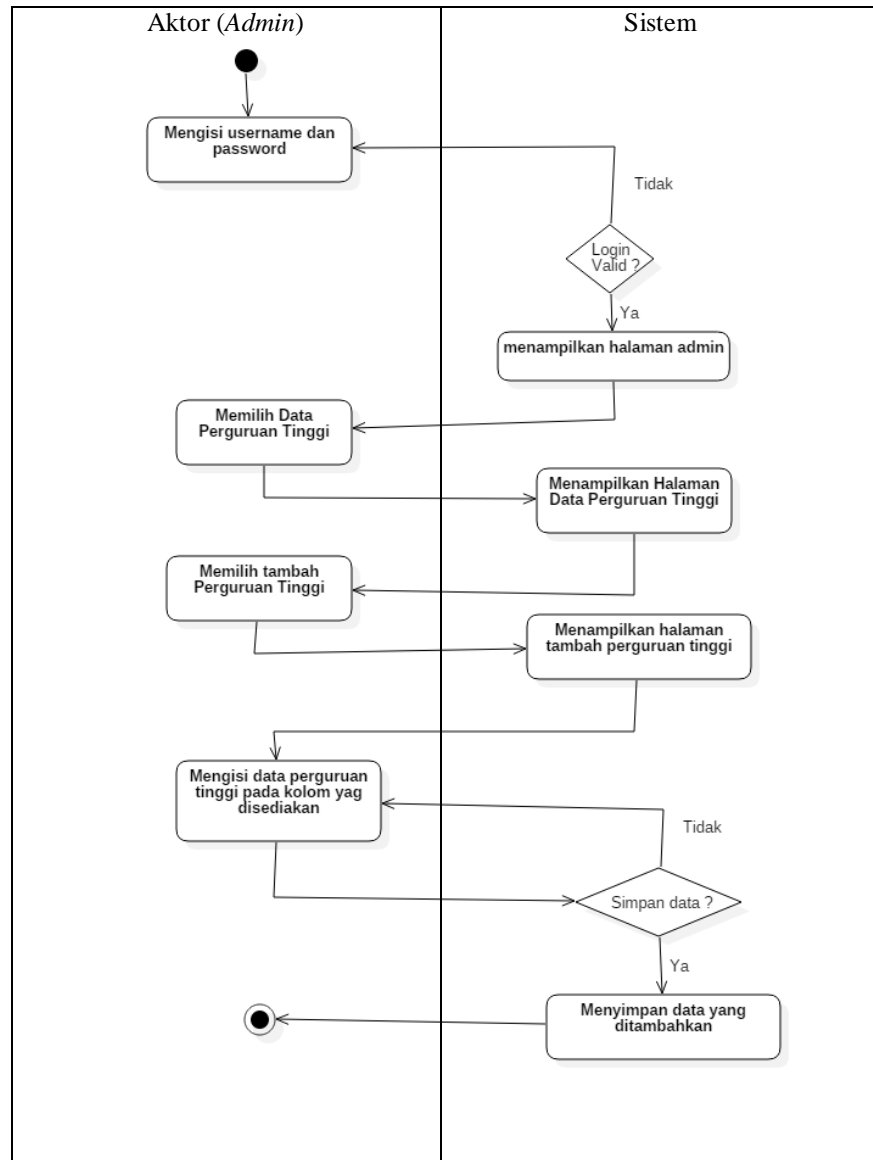 Aktor (Admin)
Sistem
Mengisi username dan
password
Tidak
Login
Valid ?
Ya
menampilkan halaman admin
Memilih Data
Perguruan Tinggi
Menampilkan Halaman
Data Perguruan Tinggi
Memilih tambah
Perguruan Tinggi
Menampilkan halaman
tambah perguruan tinggi
Mengisi data perguruan
tinggi pada kolom yag
disediakan
Tidak
Simpan data ?
Ya
Menyimpan data yang
ditambahkan